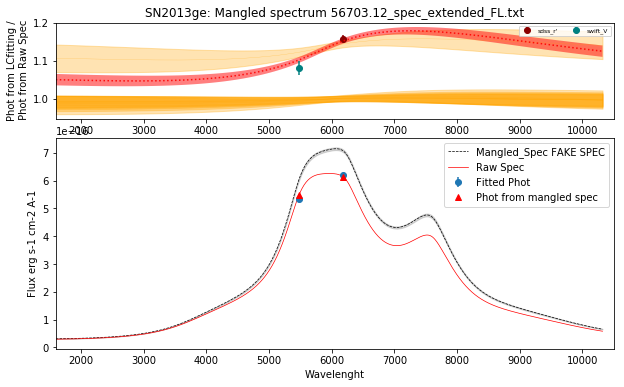 SN2013ge: Mangled spectrum 56703.12_spec_extended_FL.txt
Phot from LCfitting /
Phot from Raw Spec
1.2
1.1
1.0
sdss_r'
swift_V
2000 3000 4000 5000 6000 7000 8000 9000 10000
1e−16
Flux erg s-1 cm-2 A-1
7
6
5
4
3
2
1
0
Mangled_Spec FAKE SPEC
Raw Spec
Fitted Phot
Phot from mangled spec
2000 3000 4000 5000 6000 7000 8000 9000 10000
Wavelenght